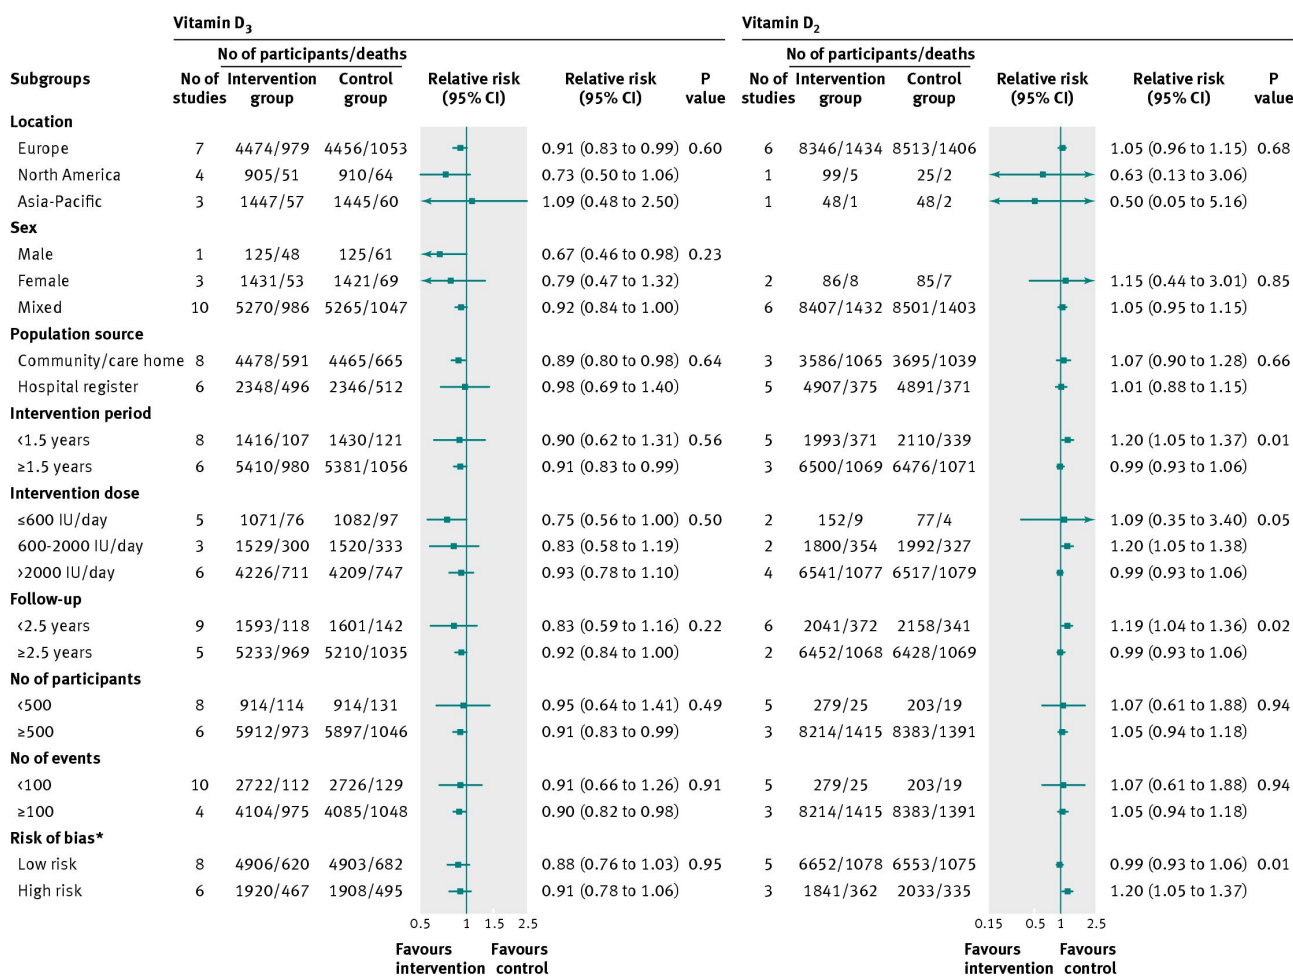 Vitamin D3 Vitamin D2
No of participants/deaths No of participants/deaths
Subgroups No of studies Intervention group Control group Relative risk (95% CI) Relative risk (95% CI) P value No of studies Intervention group Control group Relative risk (95% CI) Relative risk (95% CI) P value
Location
Europe 7 4474/979 4456/1053 0.91 (0.83 to 0.99) 0.60 6 8346/1434 8513/1406 1.05 (0.96 to 1.15) 0.68
North America 4 905/51 910/64 0.73 (0.50 to 1.06) 1 99/5 25/2 0.63 (0.13 to 3.06)
Asia-Pacific 3 1447/57 1445/60 1.09 (0.48 to 2.50) 1 48/1 48/2 0.50 (0.05 to 5.16)
Sex
Male 1 125/48 125/61 0.67 (0.46 to 0.98) 0.23
Female 3 1431/53 1421/69 0.79 (0.47 to 1.32) 2 86/8 85/7 1.15 (0.44 to 3.01) 0.85
Mixed 10 5270/986 5265/1047 0.92 (0.84 to 1.00) 6 8407/1432 8501/1403 1.05 (0.95 to 1.15)
Population source
Community/care home 8 4478/591 4465/665 0.89 (0.80 to 0.98) 0.64 3 3586/1065 3695/1039 1.07 (0.90 to 1.28) 0.66
Hospital register 6 2348/496 2346/512 0.98 (0.69 to 1.40) 5 4907/375 4891/371 1.01 (0.88 to 1.15)
Intervention period
<1.5 years 8 1416/107 1430/121 0.90 (0.62 to 1.31) 0.56 5 1993/371 2110/339 1.20 (1.05 to 1.37) 0.01
≥1.5 years 6 5410/980 5381/1056 0.91 (0.83 to 0.99) 3 6500/1069 6476/1071 0.99 (0.93 to 1.06)
Intervention dose
≤600 IU/day 5 1071/76 1082/97 0.75 (0.56 to 1.00) 0.50 2 152/9 77/4 1.09 (0.35 to 3.40) 0.05
600-2000 IU/day 3 1529/300 1520/333 0.83 (0.58 to 1.19) 2 1800/354 1992/327 1.20 (1.05 to 1.38)
>2000 IU/day 6 4226/711 4209/747 0.93 (0.78 to 1.10) 4 6541/1077 6517/1079 0.99 (0.93 to 1.06)
Follow-up
<2.5 years 9 1593/118 1601/142 0.83 (0.59 to 1.16) 0.22 6 2041/372 2158/341 1.19 (1.04 to 1.36) 0.02
≥2.5 years 5 5233/969 5210/1035 0.92 (0.84 to 1.00) 2 6452/1068 6428/1069 0.99 (0.93 to 1.06)
No of participants
<500 8 914/114 914/131 0.95 (0.64 to 1.41) 0.49 5 279/25 203/19 1.07 (0.61 to 1.88) 0.94
≥500 6 5912/973 5897/1046 0.91 (0.83 to 0.99) 3 8214/1415 8383/1391 1.05 (0.94 to 1.18)
No of events
<100 10 2722/112 2726/129 0.91 (0.66 to 1.26) 0.91 5 279/25 203/19 1.07 (0.61 to 1.88) 0.94
≥100 4 4104/975 4085/1048 0.90 (0.82 to 0.98) 3 8214/1415 8383/1391 1.05 (0.94 to 1.18)
Risk of bias*
Low risk 8 4906/620 4903/682 0.88 (0.76 to 1.03) 0.95 5 6652/1078 6553/1075 0.99 (0.93 to 1.06) 0.01
High risk 6 1920/467 1908/495 0.91 (0.78 to 1.06) 3 1841/362 2033/335 1.20 (1.05 to 1.37)
0.5 1 1.5 2.5 0.15 0.5 1 2.5
Favours intervention Favours control Favours intervention Favours control